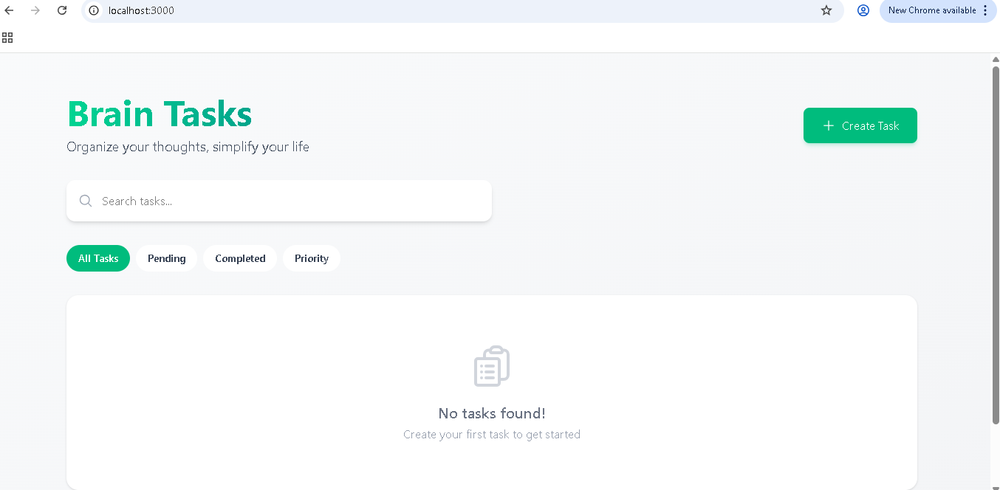 localhost:3000
New Chrome available
Brain Tasks
Organize your thoughts, simplify your life
Create Task
Search tasks...
All Tasks
Pending
Completed
Priority
No tasks found!
Create your first task to get started